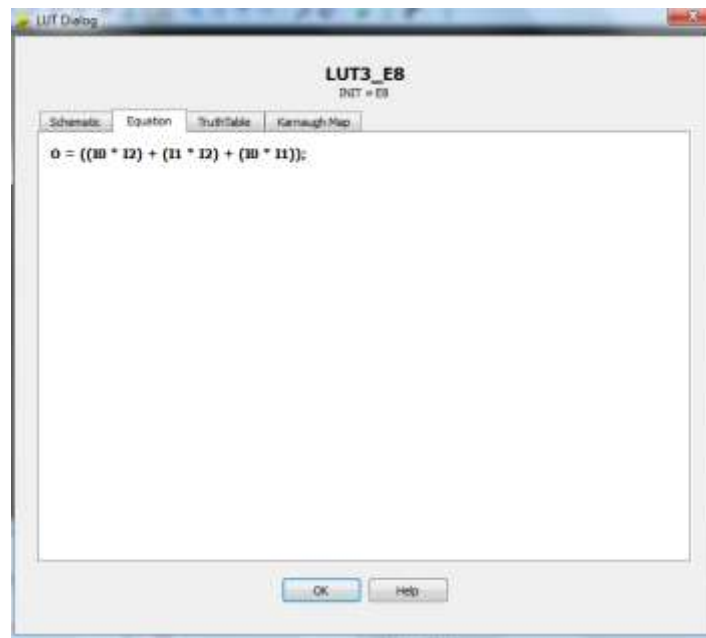 LUT Dialog
LUT3_E8
INIT = E8
Schematic Equation TruthTable Karnaugh Map
O = ((I0 * I2) + (I1 * I2) + (I0 * I1));
OK Help